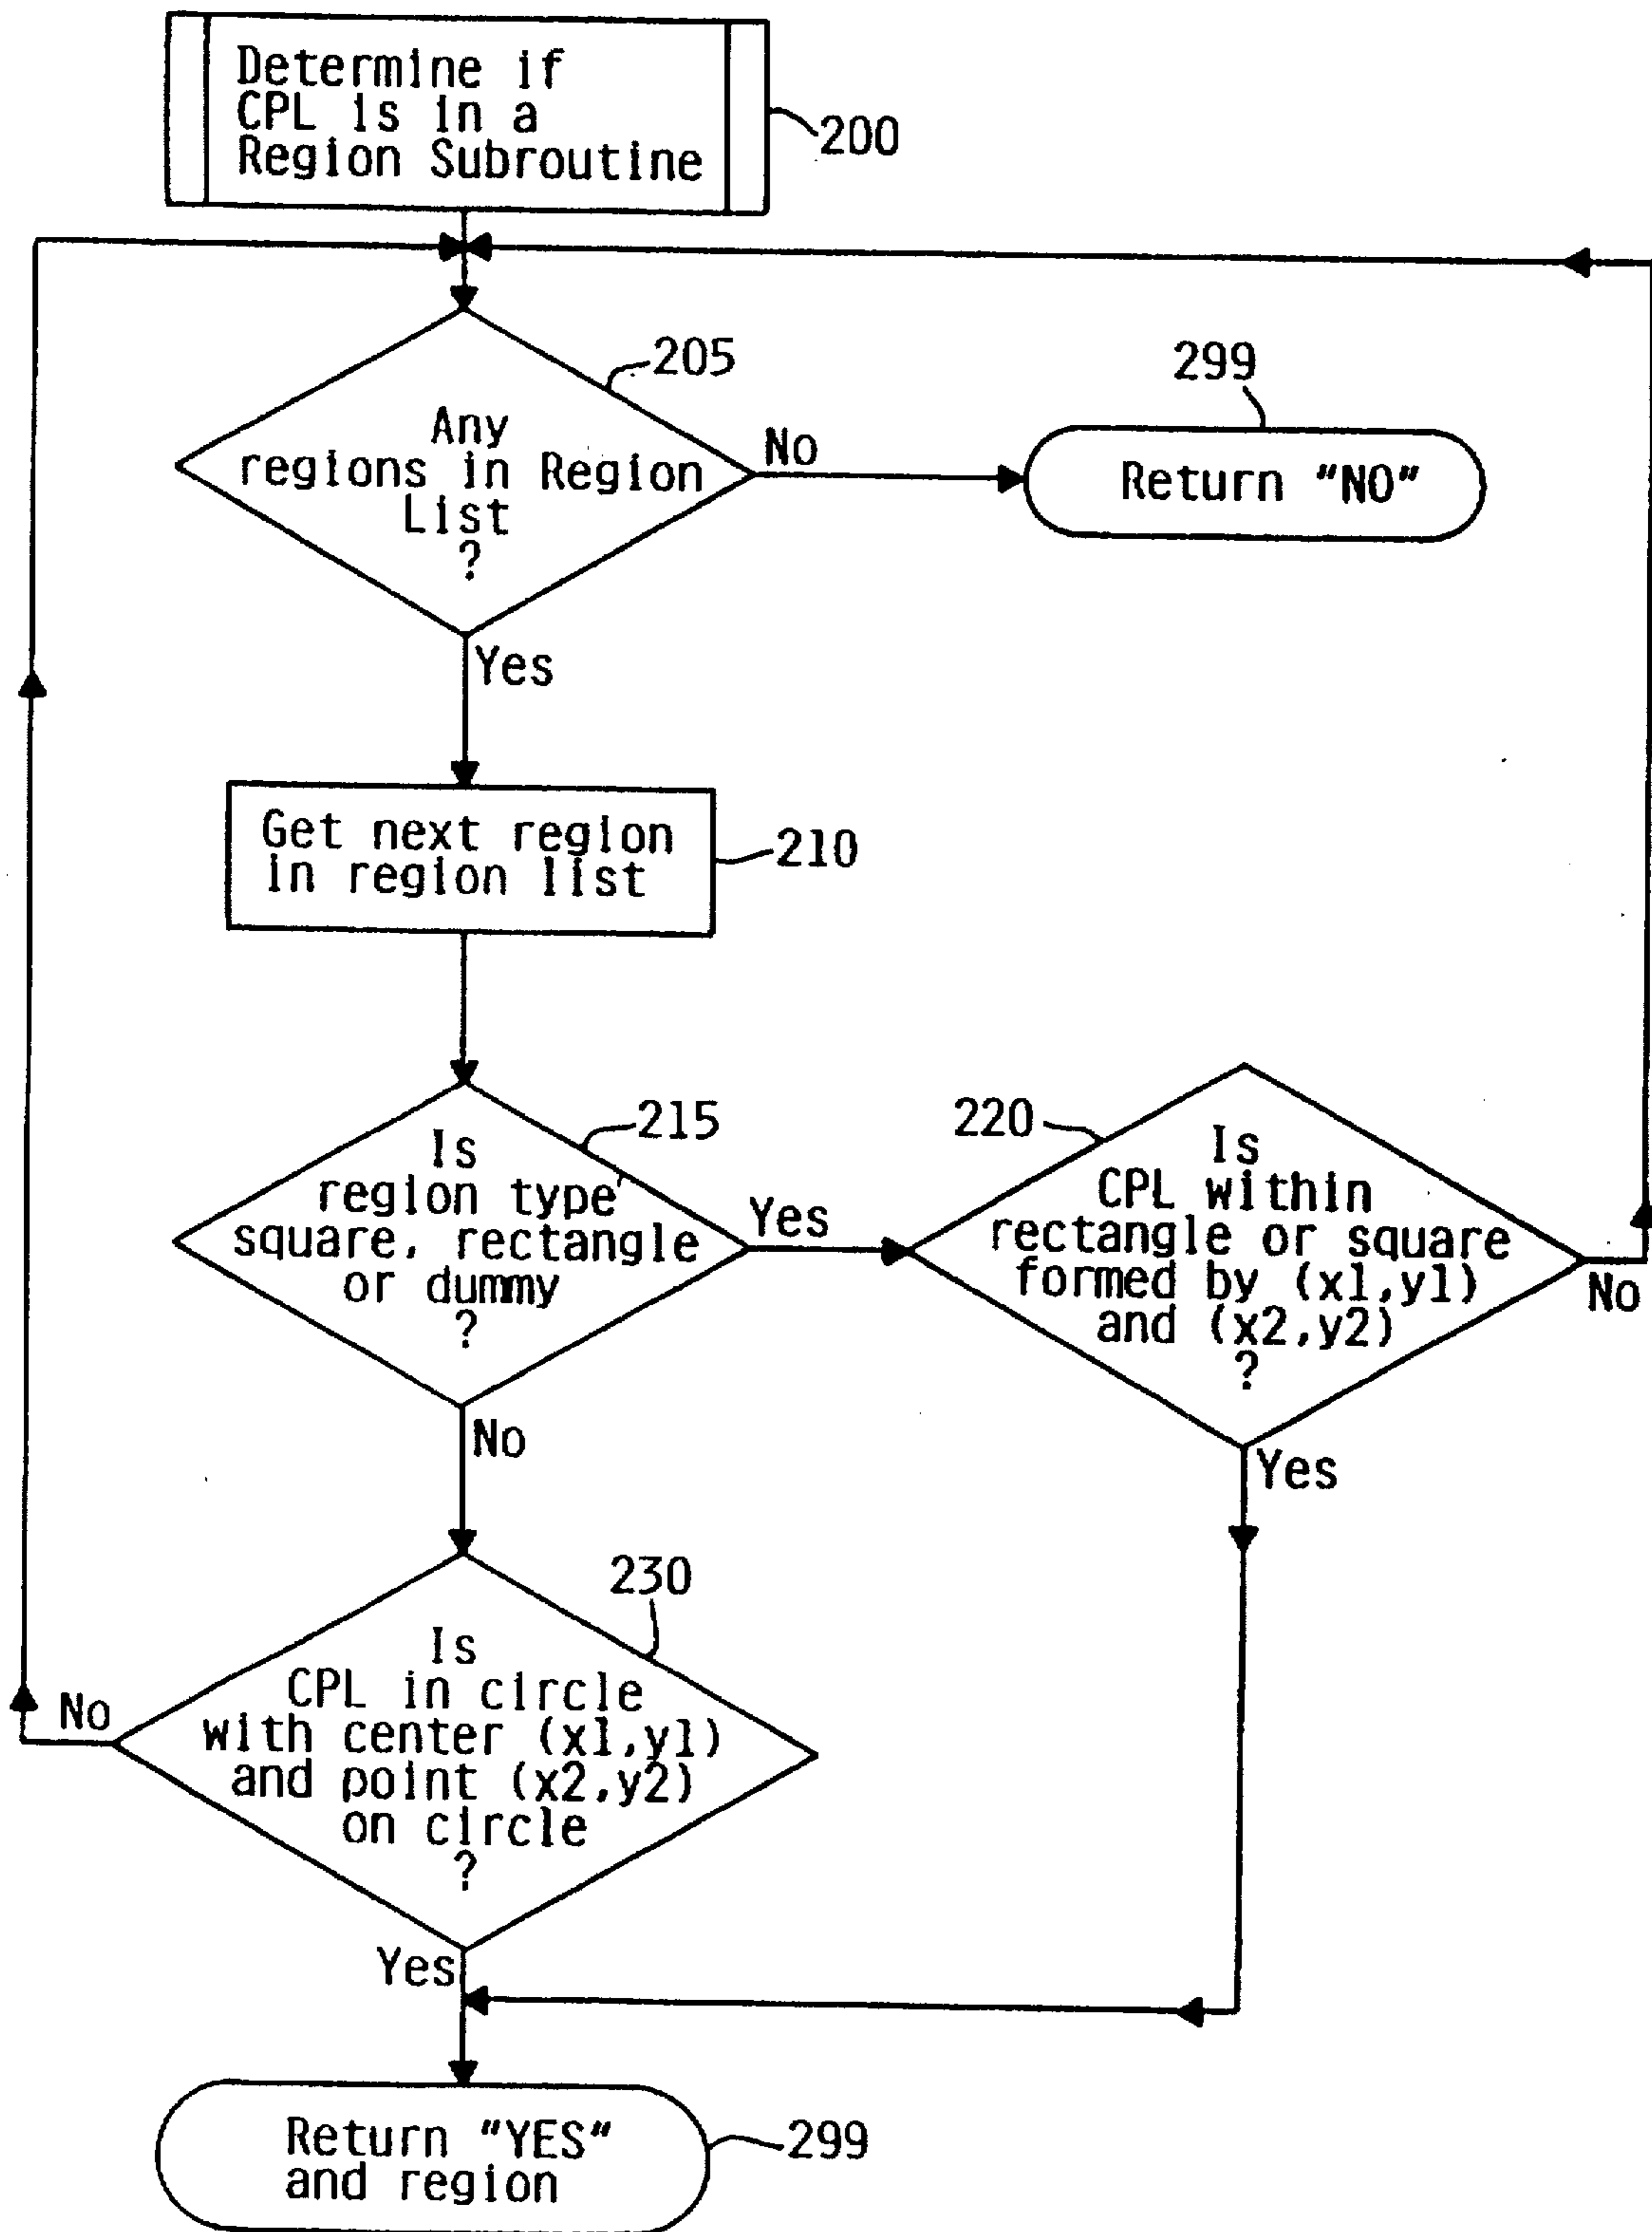 Determine if
CPL is in a
Region Subroutine
200
205
Any
regions in Region
List
?
No
299
Return "NO"
Yes
Get next region
in region list
210
215
Is
region type
square, rectangle
or dummy
?
Yes
220
Is
CPL within
rectangle or square
formed by (x1,y1)
and (x2,y2)
?
No
No
Yes
230
Is
CPL in circle
with center (x1,y1)
and point (x2,y2)
on circle
?
No
Yes
Return "YES"
and region
299